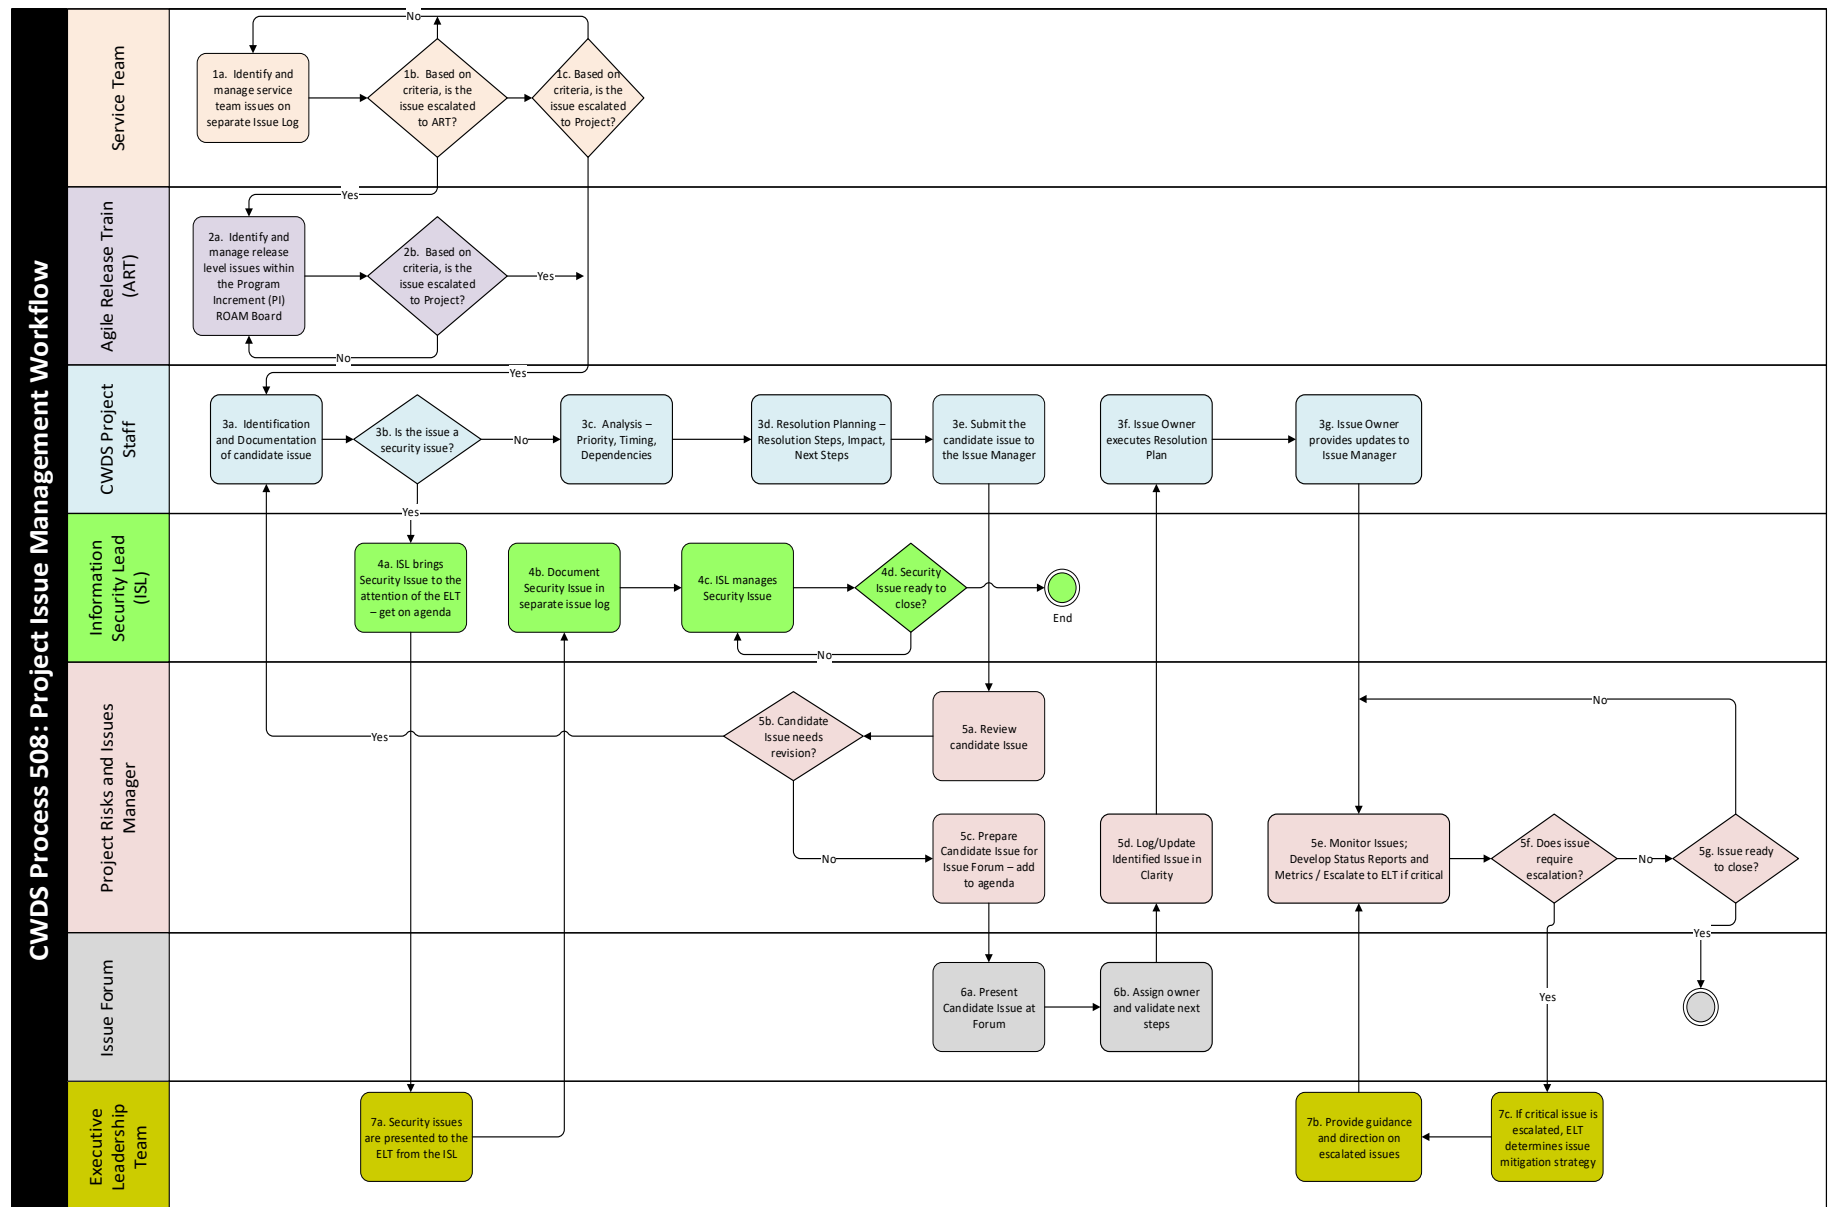 CWDS Process 508: Project Issue Management Workflow
Service Team
No
1a. Identify and
manage service
team issues on
separate Issue Log
1b. Based on
criteria, is the
issue escalated
to ART?
1c. Based on
criteria, is the
issue escalated
to Project?
Yes
Agile Release Train
(ART)
2a. Identify and
manage release
level issues within
the Program
Increment (PI)
ROAM Board
2b. Based on
criteria, is the
issue escalated
to Project?
Yes
No
Yes
CWDS Project
Staff
3a. Identification
and Documentation
of candidate issue
3b. Is the issue a
security issue?
No
3c. Analysis –
Priority, Timing,
Dependencies
3d. Resolution Planning –
Resolution Steps, Impact,
Next Steps
3e. Submit the
candidate issue to
the Issue Manager
3f. Issue Owner
executes Resolution
Plan
3g. Issue Owner
provides updates to
Issue Manager
Yes
Information
Security Lead
(ISL)
4a. ISL brings
Security Issue to the
attention of the ELT
– get on agenda
4b. Document
Security Issue in
separate issue log
4c. ISL manages
Security Issue
4d. Security
Issue ready to
close?
End
No
Project Risks and Issues
Manager
No
Yes
5b. Candidate
Issue needs
revision?
5a. Review
candidate Issue
No
5c. Prepare
Candidate Issue for
Issue Forum – add
to agenda
5d. Log/Update
Identified Issue in
Clarity
5e. Monitor Issues;
Develop Status Reports and
Metrics / Escalate to ELT if critical
5f. Does issue
require
escalation?
No
5g. Issue ready
to close?
Yes
Issue Forum
6a. Present
Candidate Issue at
Forum
6b. Assign owner
and validate next
steps
Yes
Executive
Leadership
Team
7a. Security issues
are presented to the
ELT from the ISL
7b. Provide guidance
and direction on
escalated issues
7c. If critical issue is
escalated, ELT
determines issue
mitigation strategy